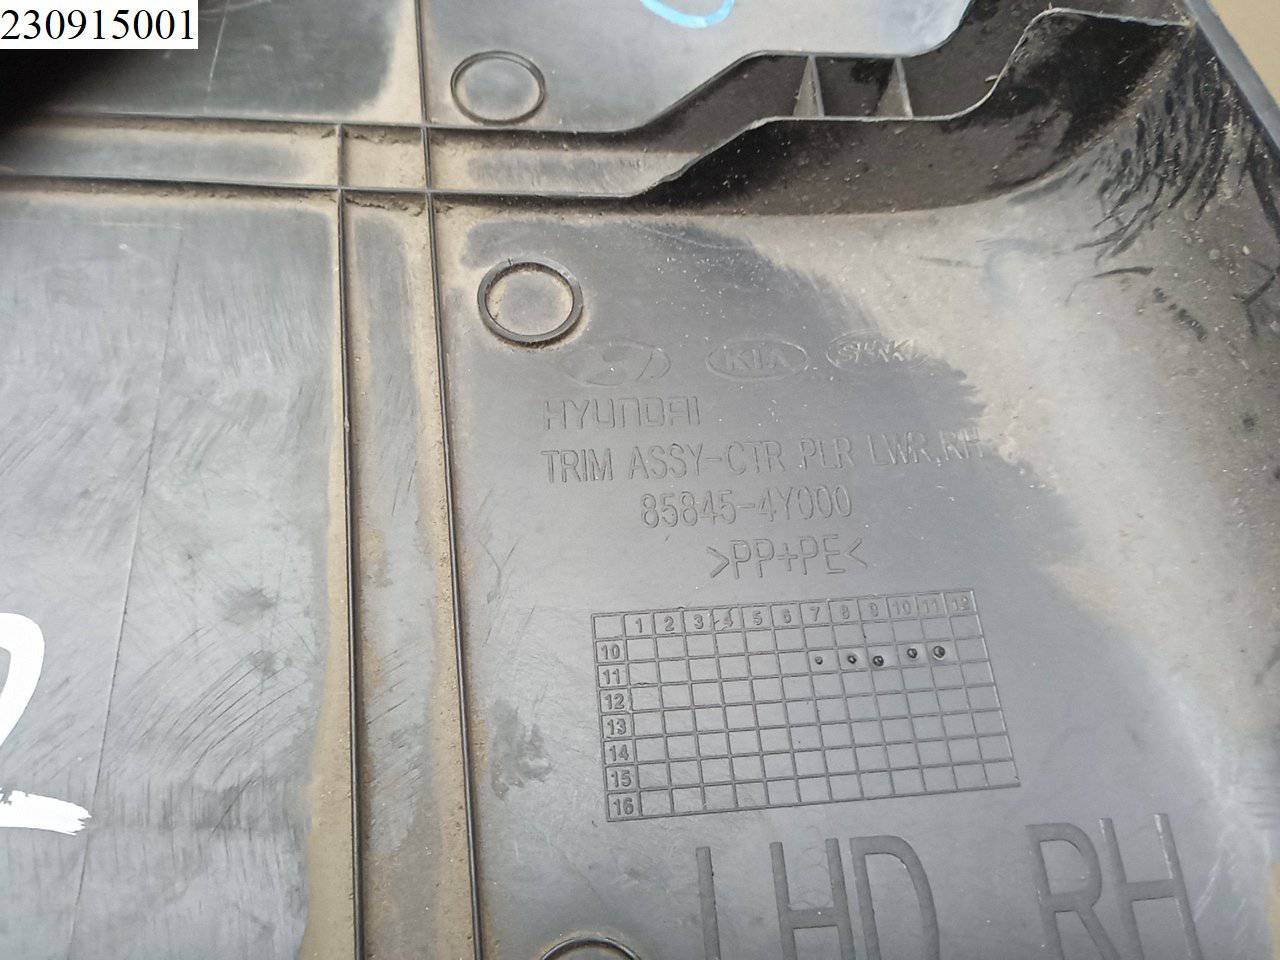 230915001
KIA
HYUNDAI
TRIM ASSY-CTR PLR LWR,RH
85845-4Y000
>PP+PE<
1 2 3 4 5 6 7 8 9 10 11 12
10
11
12
13
14
15
16
LHD RH
2